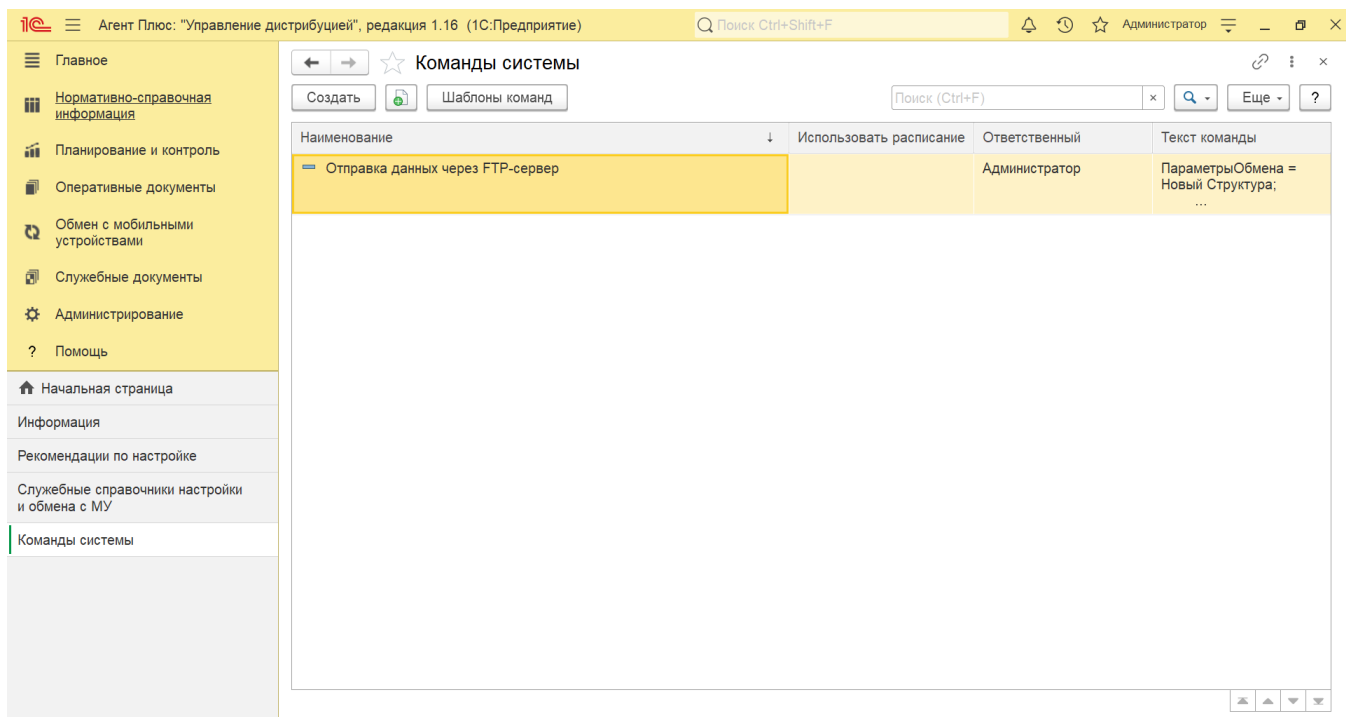 1С Агент Плюс: "Управление дистрибуцией", редакция 1.16 (1С:Предприятие) Поиск Ctrl+Shift+F Администратор
Главное
Нормативно-справочная
информация
Планирование и контроль
Оперативные документы
Обмен с мобильными
устройствами
Служебные документы
Администрирование
? Помощь
Начальная страница
Информация
Рекомендации по настройке
Служебные справочники настройки
и обмена с МУ
Команды системы
Команды системы
Создать Шаблоны команд Поиск (Ctrl+F) × Еще ?
Наименование ↓ Использовать расписание Ответственный Текст команды
Отправка данных через FTP-сервер Администратор ПараметрыОбмена =
Новый Структура;
...